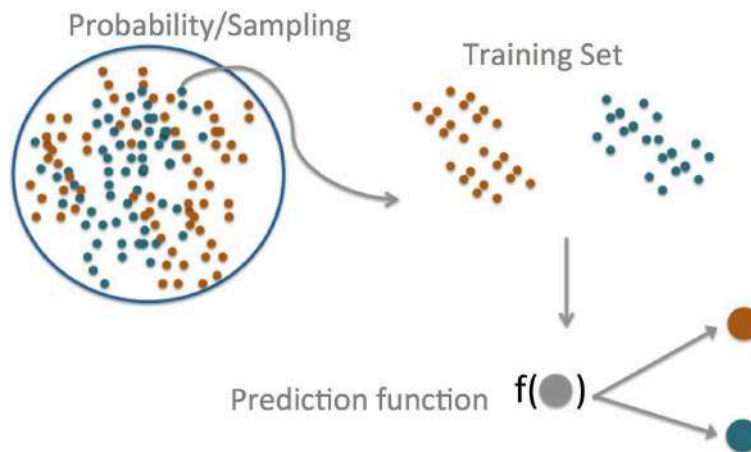 Probability/Sampling
Training Set
Prediction function
f( )